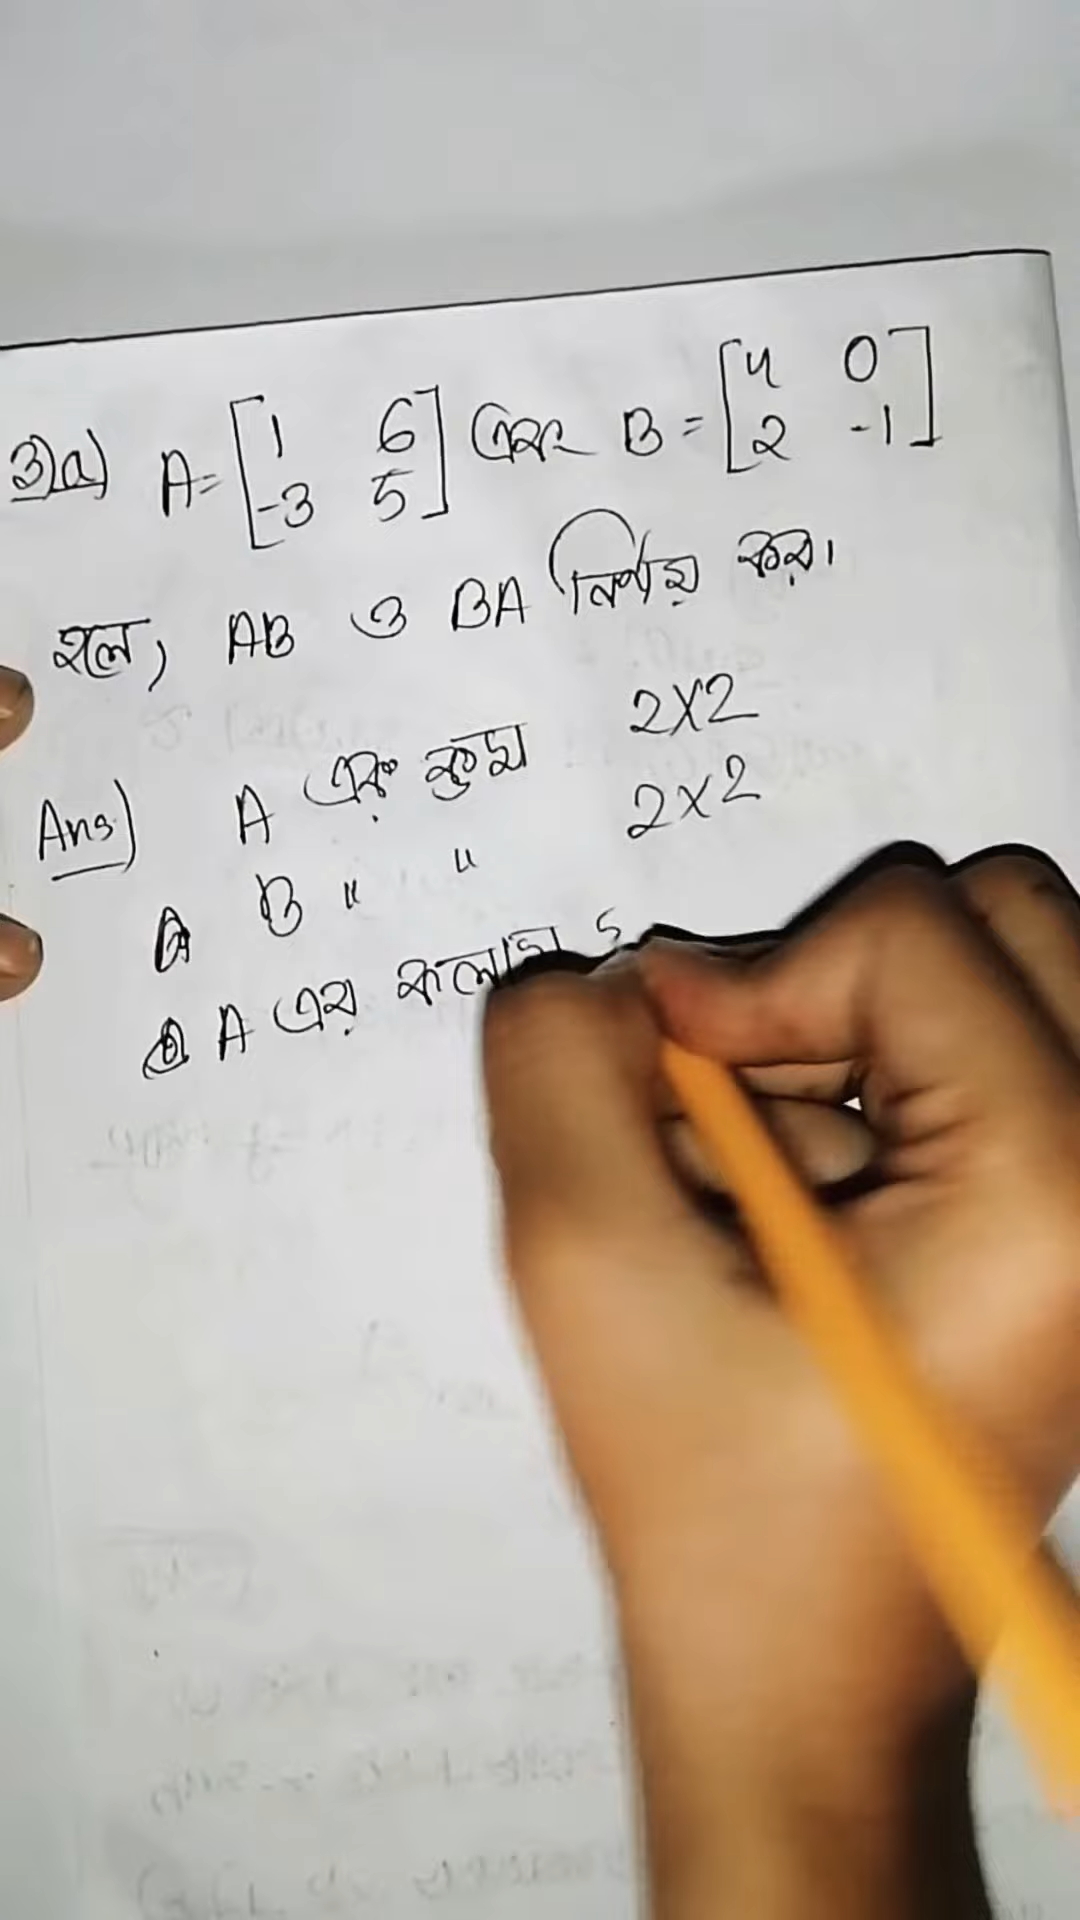 3)a) A = [1 6 -3 5] এবং B = [4 0 2 -1]
হলে, AB ও BA নির্ণয় কর।
Ans) A এর ক্রম 2×2
B " " 2×2
A এর কলাম